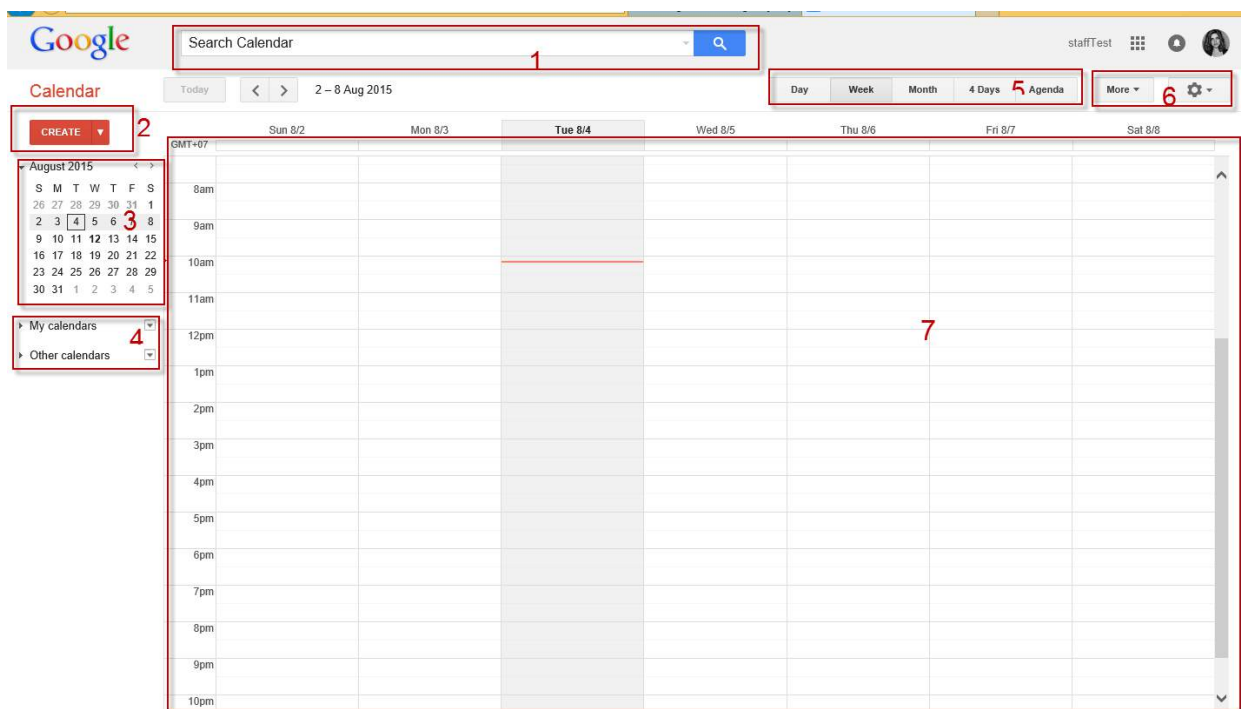 Google Search Calendar 1 staffTest
Calendar Today 2 – 8 Aug 2015 Day Week Month 4 Days 5 Agenda More 6
CREATE 2
Sun 8/2 Mon 8/3 Tue 8/4 Wed 8/5 Thu 8/6 Fri 8/7 Sat 8/8
GMT+07
August 2015
S M T W T F S
26 27 28 29 30 31 1
2 3 4 5 6 7 8
3
9 10 11 12 13 14 15
16 17 18 19 20 21 22
23 24 25 26 27 28 29
30 31 1 2 3 4 5
My calendars
4
Other calendars
8am
9am
10am
11am
12pm
7
1pm
2pm
3pm
4pm
5pm
6pm
7pm
8pm
9pm
10pm